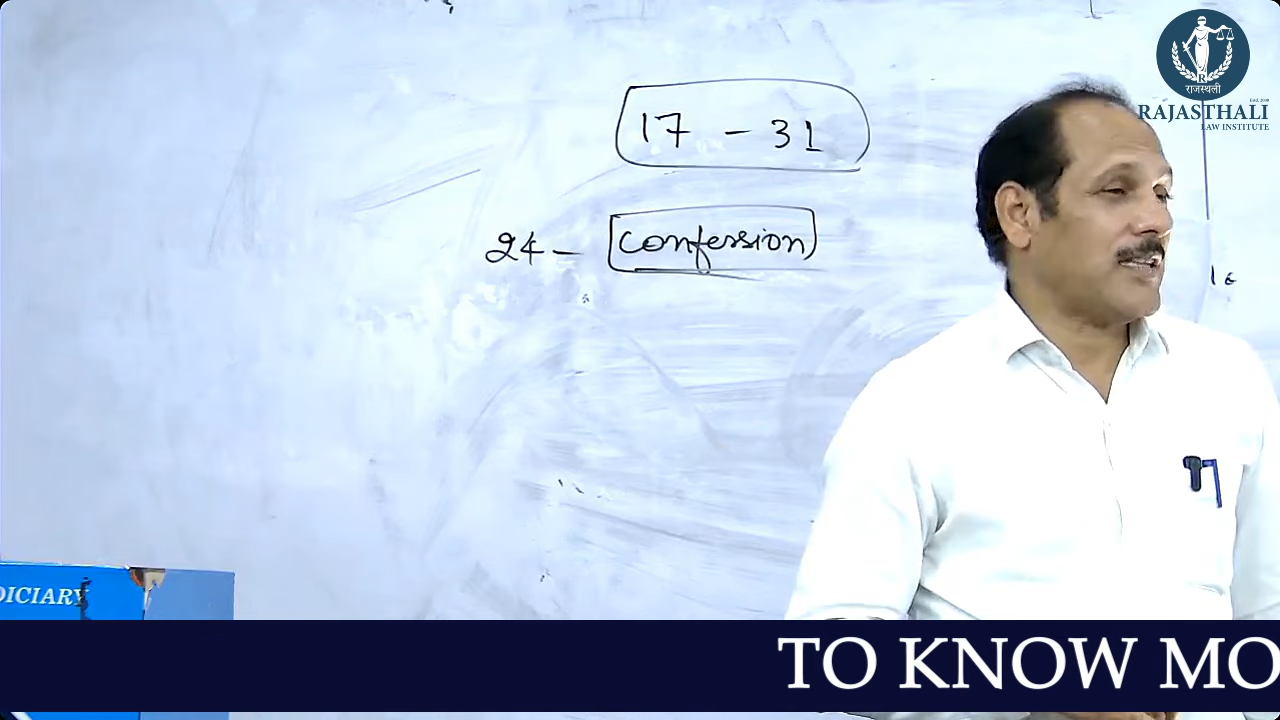 राजस्थली
RAJASTHALI
LAW INSTITUTE
17 - 31
24 - confession
DICIARY
TO KNOW MO